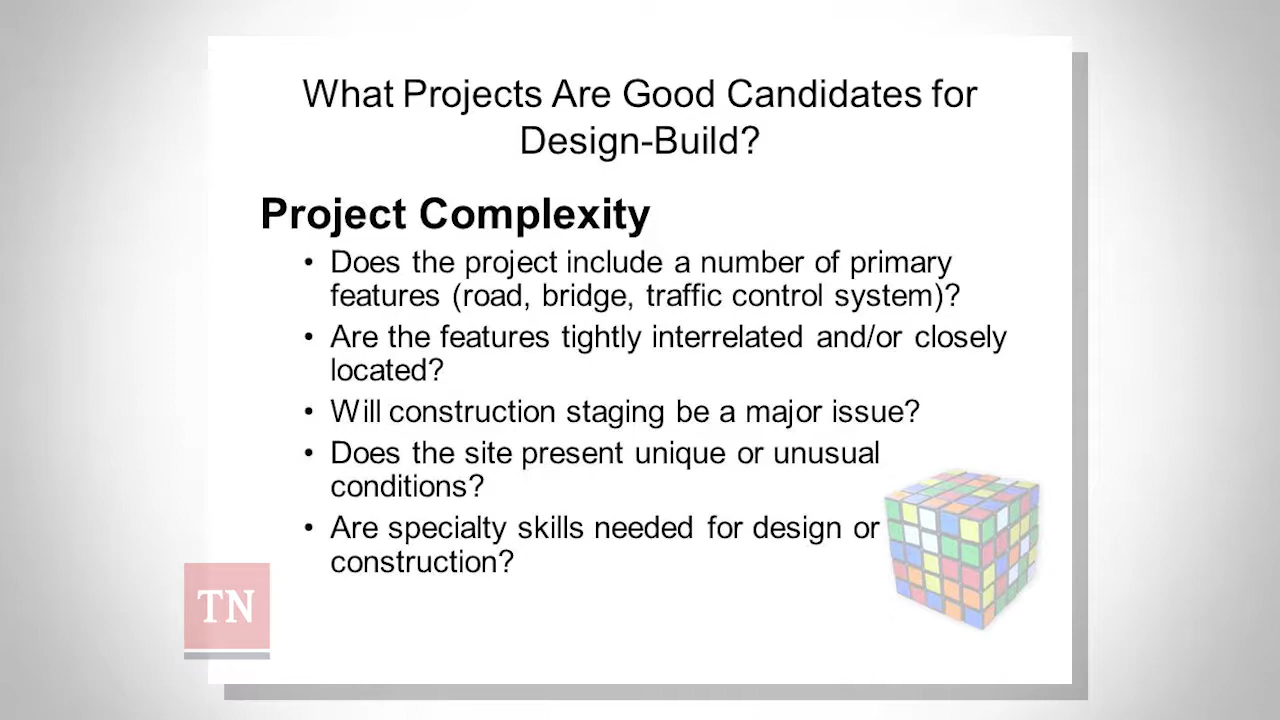 What Projects Are Good Candidates for
Design-Build?
Project Complexity
• Does the project include a number of primary
features (road, bridge, traffic control system)?
• Are the features tightly interrelated and/or closely
located?
• Will construction staging be a major issue?
• Does the site present unique or unusual
conditions?
• Are specialty skills needed for design or
construction?
TN